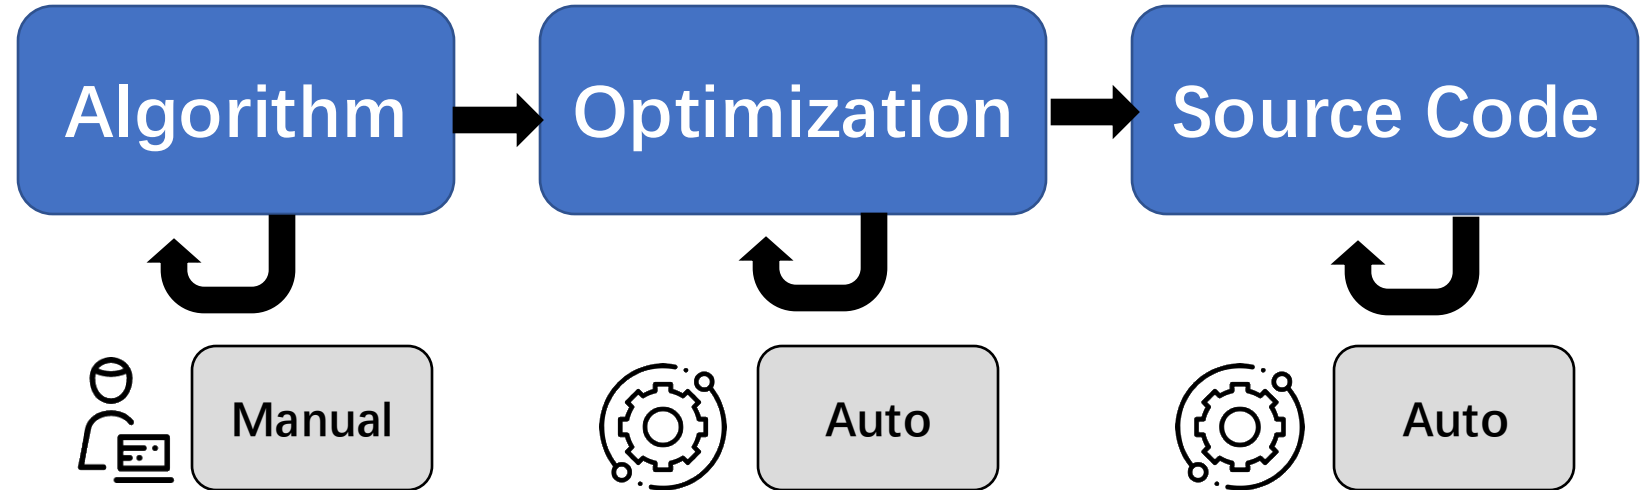 Algorithm
Optimization
Source Code
Manual
Auto
Auto